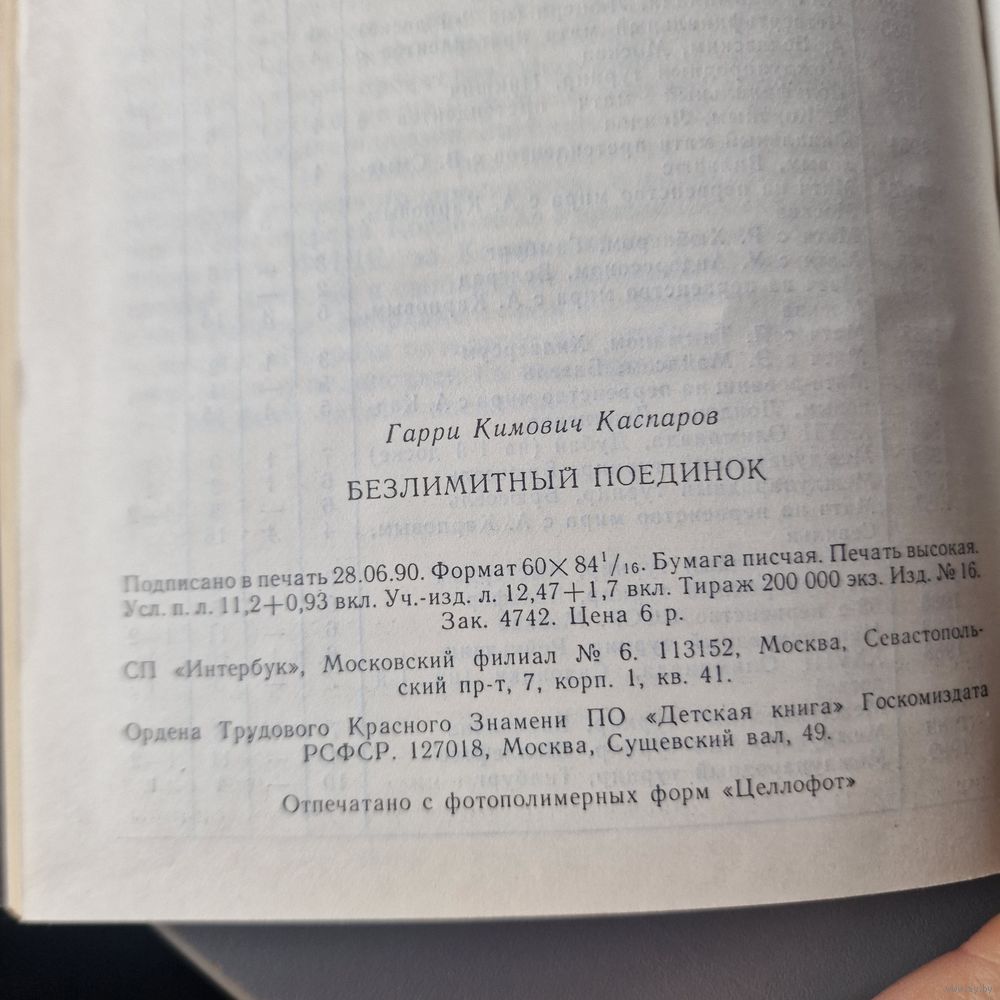 Гарри Кимович Каспаров
БЕЗЛИМИТНЫЙ ПОЕДИНОК
Подписано в печать 28.06.90. Формат 60×84¹/₁₆. Бумага писчая. Печать высокая.
Усл. п. л. 11,2+0,93 вкл. Уч.-изд. л. 12,47+1,7 вкл. Тираж 200 000 экз. Изд. № 16.
Зак. 4742. Цена 6 р.
СП «Интербук», Московский филиал № 6. 113152, Москва, Севастополь-
ский пр-т, 7, корп. 1, кв. 41.
Ордена Трудового Красного Знамени ПО «Детская книга» Госкомиздата
РСФСР. 127018, Москва, Сущевский вал, 49.
Отпечатано с фотополимерных форм «Целлофот»